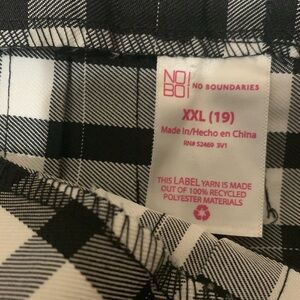 NO
BO
NO BOUNDARIES
XXL (19)
Made in/Hecho en China
RN# 52469 3V1
THIS LABEL YARN IS MADE
OUT OF 100% RECYCLED
POLYESTER MATERIALS